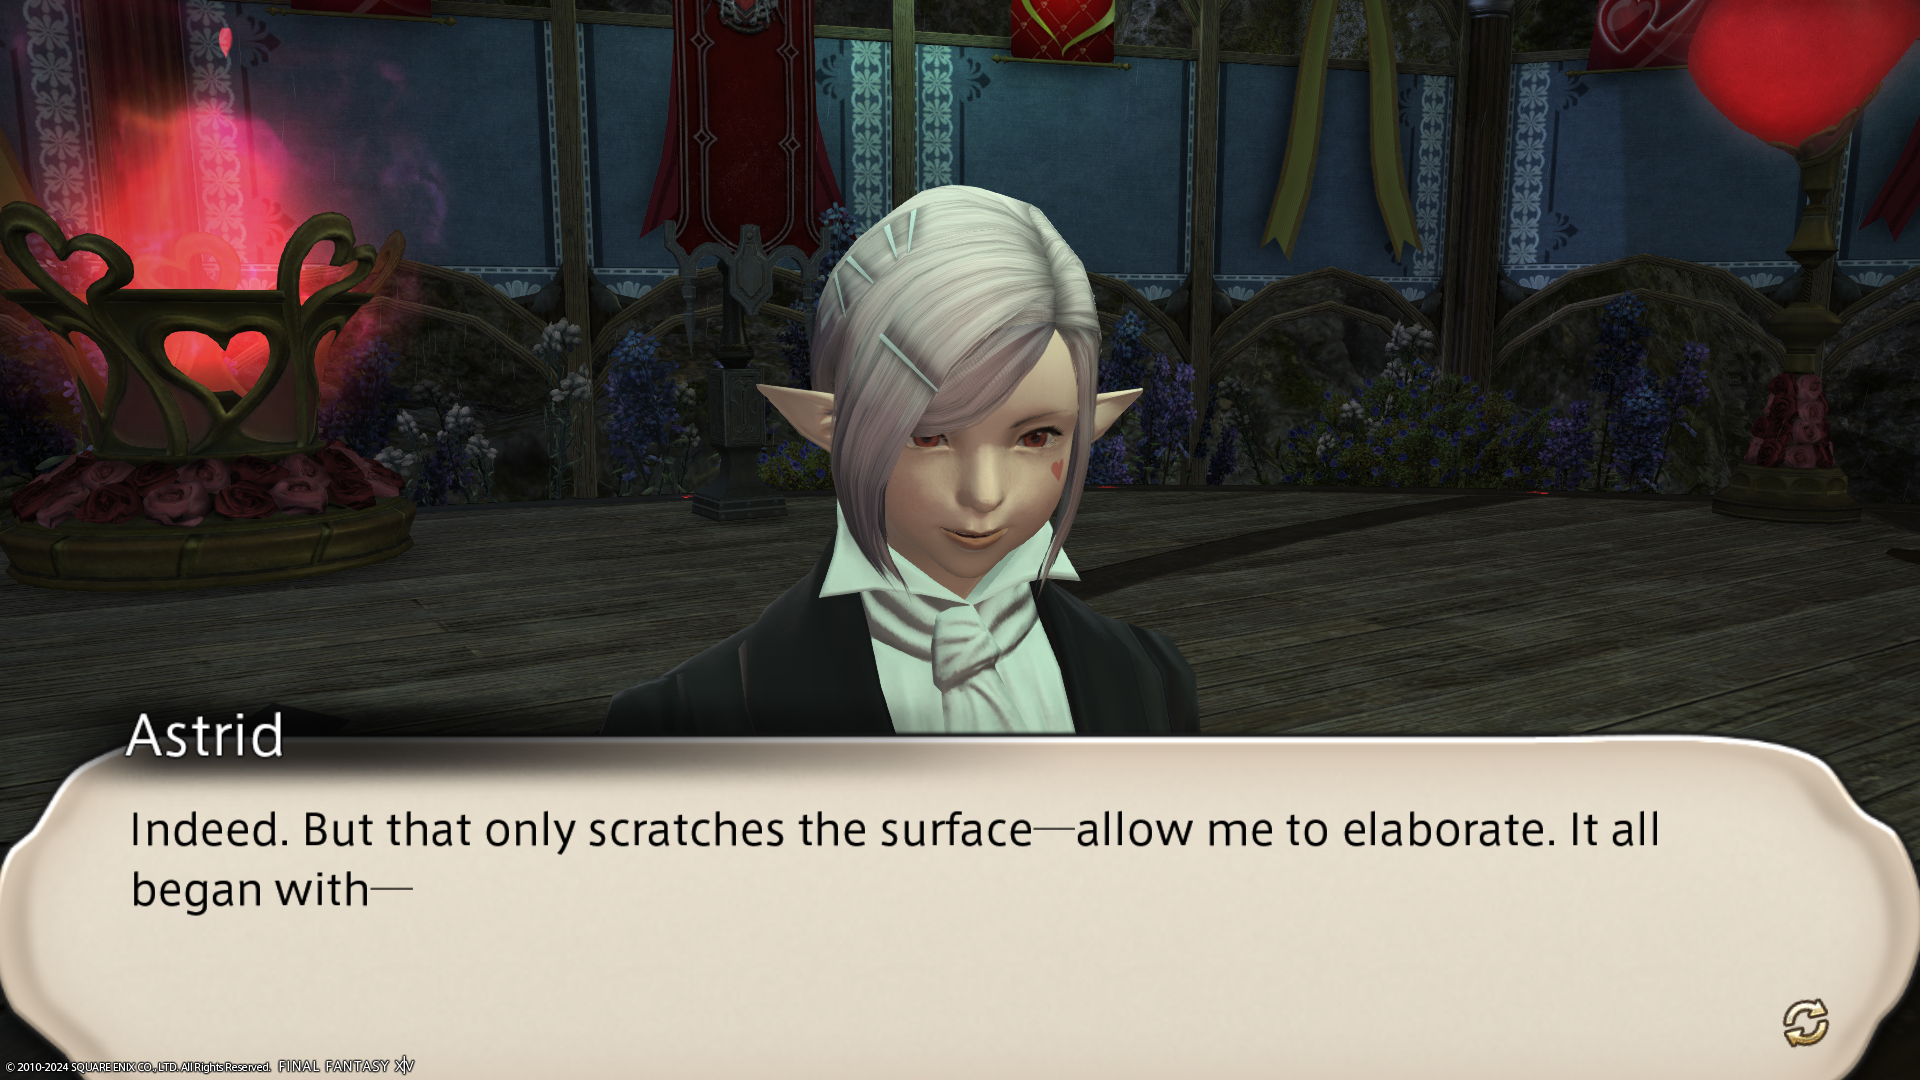 Astrid
Indeed. But that only scratches the surface—allow me to elaborate. It all
began with—
© 2010-2024 SQUARE ENIX CO., LTD. All Rights Reserved. FINAL FANTASY XIV